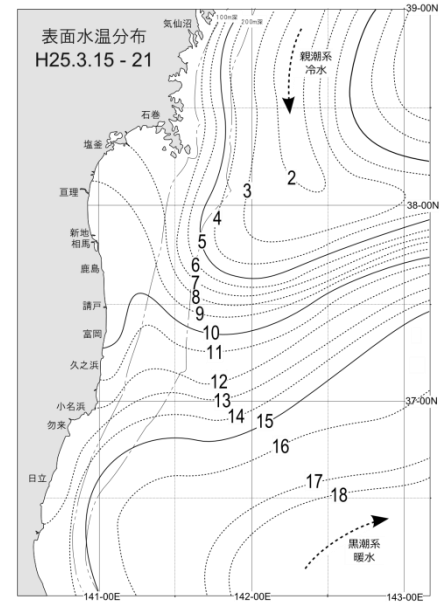 表面水温分布
H25.3.15 - 21
気仙沼
100m深
200m深
39-00N
親潮系
冷水
石巻
塩釜
亘理
2
3
38-00N
4
新地
相馬
5
鹿島
6
7
8
請戸
9
富岡
10
11
久之浜
12
13
小名浜
14
15
37-00N
勿来
16
日立
17
18
黒潮系
暖水
141-00E
142-00E
143-00E